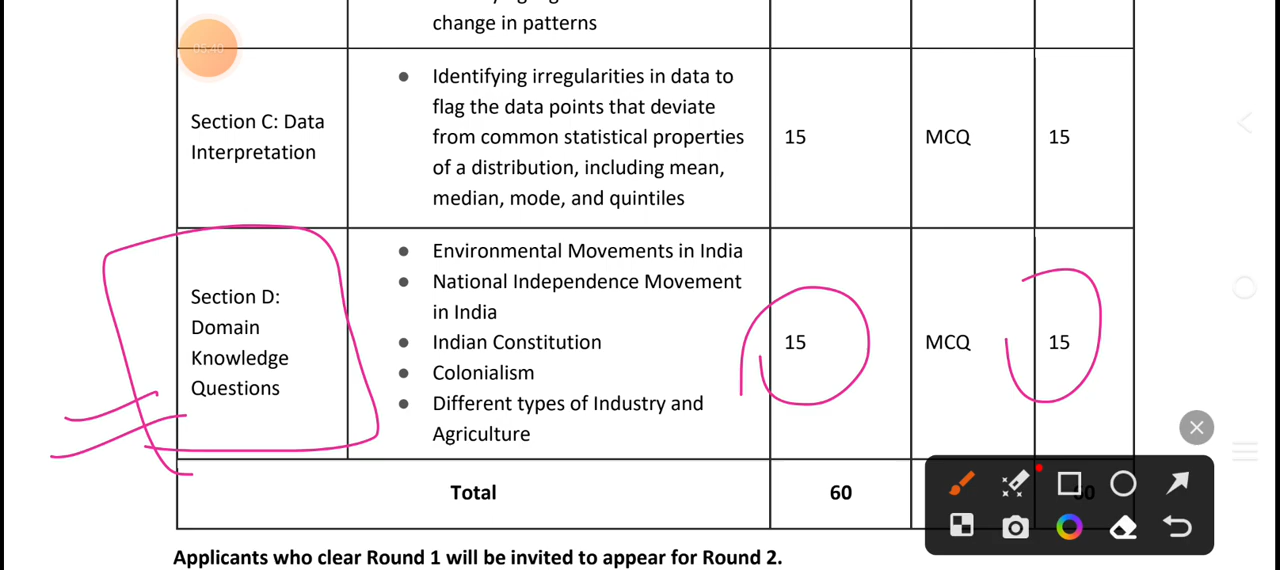 change in patterns
05:40
Section C: Data
Interpretation
● Identifying irregularities in data to
flag the data points that deviate
from common statistical properties
of a distribution, including mean,
median, mode, and quintiles
15
MCQ
15
Section D:
Domain
Knowledge
Questions
● Environmental Movements in India
● National Independence Movement
in India
● Indian Constitution
● Colonialism
● Different types of Industry and
Agriculture
15
MCQ
15
Total
60
60
Applicants who clear Round 1 will be invited to appear for Round 2.